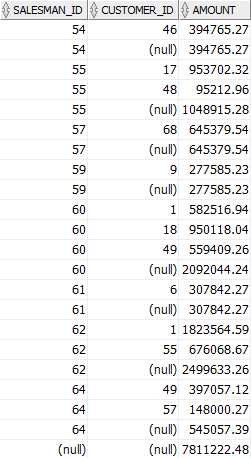 SALESMAN_ID CUSTOMER_ID AMOUNT
54 46 394765.27
54 (null) 394765.27
55 17 953702.32
55 48 95212.96
55 (null) 1048915.28
57 68 645379.54
57 (null) 645379.54
59 9 277585.23
59 (null) 277585.23
60 1 582516.94
60 18 950118.04
60 49 559409.26
60 (null) 2092044.24
61 6 307842.27
61 (null) 307842.27
62 1 1823564.59
62 55 676068.67
62 (null) 2499633.26
64 49 397057.12
64 57 148000.27
64 (null) 545057.39
(null) (null) 7811222.48